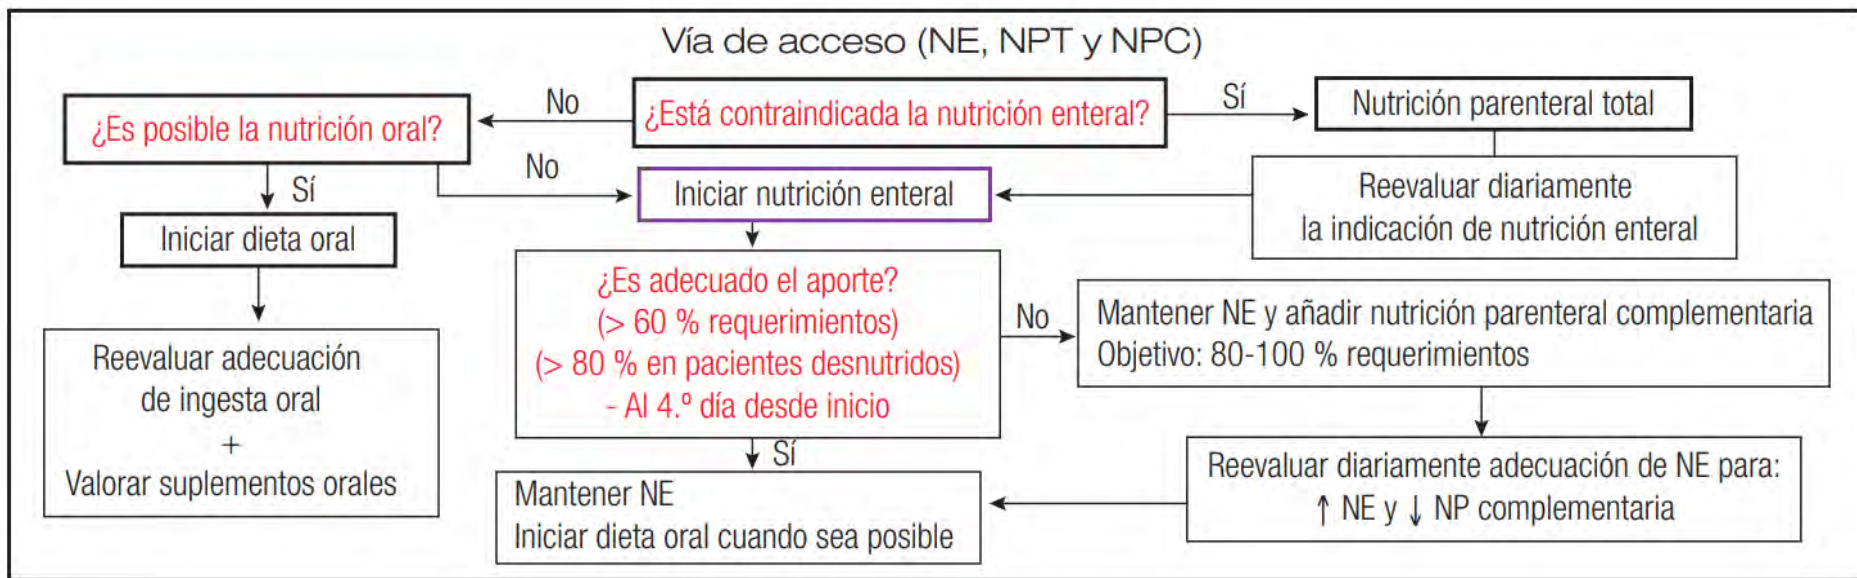 Vía de acceso (NE, NPT y NPC)
¿Es posible la nutrición oral?
No
¿Está contraindicada la nutrición enteral?
Sí
Nutrición parenteral total
Sí
No
Iniciar nutrición enteral
Reevaluar diariamente
la indicación de nutrición enteral
Iniciar dieta oral
¿Es adecuado el aporte?
(> 60 % requerimientos)
(> 80 % en pacientes desnutridos)
- Al 4.º día desde inicio
No
Mantener NE y añadir nutrición parenteral complementaria
Objetivo: 80-100 % requerimientos
Reevaluar adecuación
de ingesta oral
+
Valorar suplementos orales
Sí
Mantener NE
Iniciar dieta oral cuando sea posible
Reevaluar diariamente adecuación de NE para:
↑ NE y ↓ NP complementaria